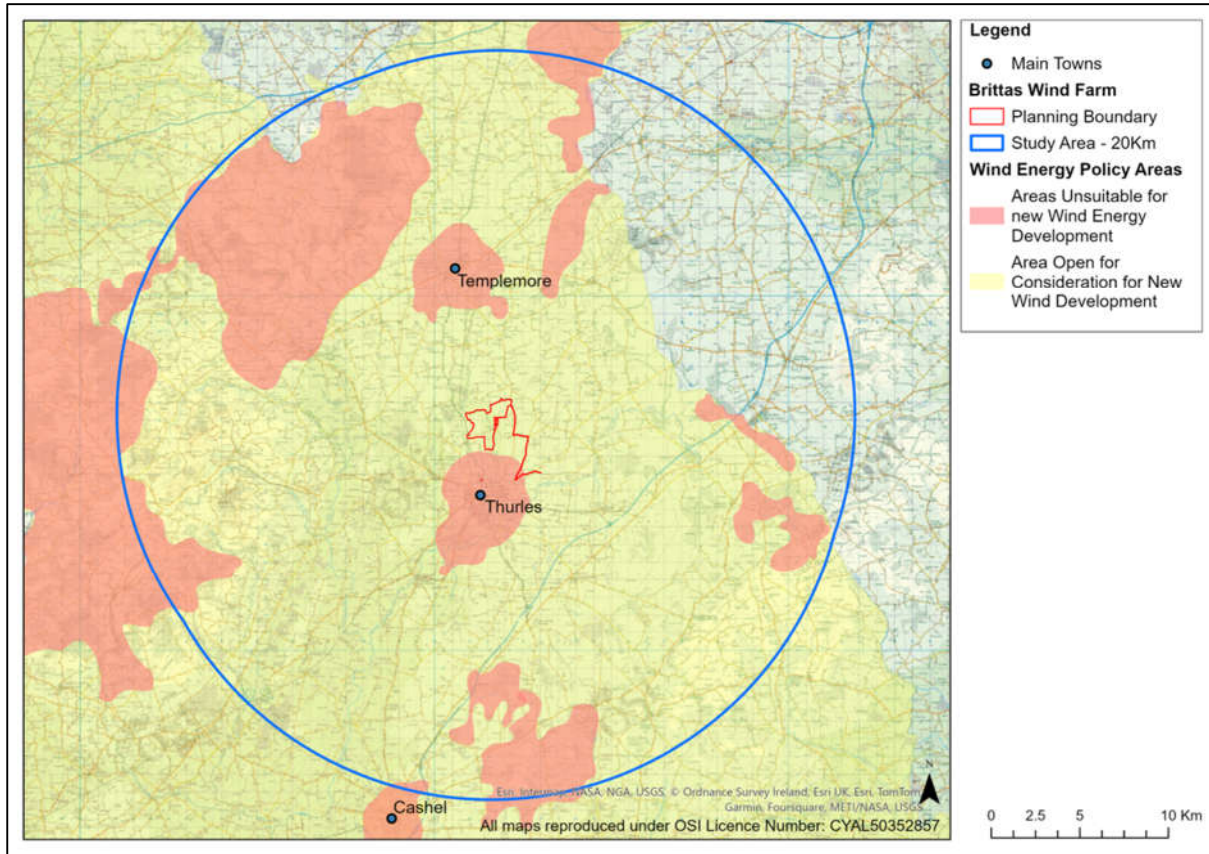 Legend
Main Towns
Brittas Wind Farm
Planning Boundary
Study Area - 20Km
Wind Energy Policy Areas
Areas Unsuitable for
new Wind Energy
Development
Area Open for
Consideration for New
Wind Development
Templemore
Thurles
Cashel
N
Esri, Intermap, NASA, NGA, USGS, © Ordnance Survey Ireland, Esri UK, Esri, TomTom,
Garmin, Foursquare, METI/NASA, USGS
All maps reproduced under OSI Licence Number: CYAL50352857
0 2.5 5 10 Km